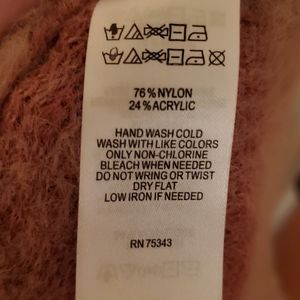 76% NYLON
24% ACRYLIC
HAND WASH COLD
WASH WITH LIKE COLORS
ONLY NON-CHLORINE
BLEACH WHEN NEEDED
DO NOT WRING OR TWIST
DRY FLAT
LOW IRON IF NEEDED
RN 75343